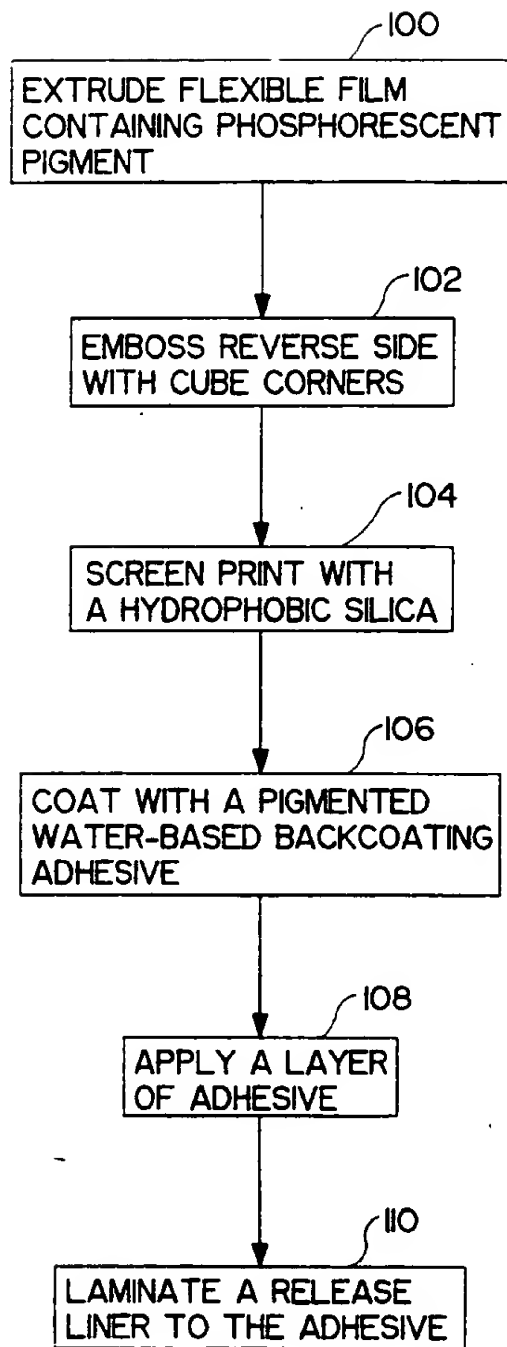 100
EXTRUDE FLEXIBLE FILM
CONTAINING PHOSPHORESCENT
PIGMENT
102
EMBOSS REVERSE SIDE
WITH CUBE CORNERS
104
SCREEN PRINT WITH
A HYDROPHOBIC SILICA
106
COAT WITH A PIGMENTED
WATER-BASED BACKCOATING
ADHESIVE
108
APPLY A LAYER
OF ADHESIVE
110
LAMINATE A RELEASE
LINER TO THE ADHESIVE